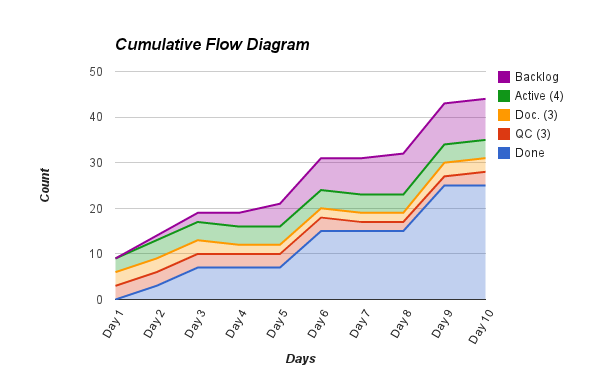 Cumulative Flow Diagram
50
40
30
20
10
0
Count
Backlog
Active (4)
Doc. (3)
QC (3)
Done
Day 1
Day 2
Day 3
Day 4
Day 5
Day 6
Day 7
Day 8
Day 9
Day 10
Days